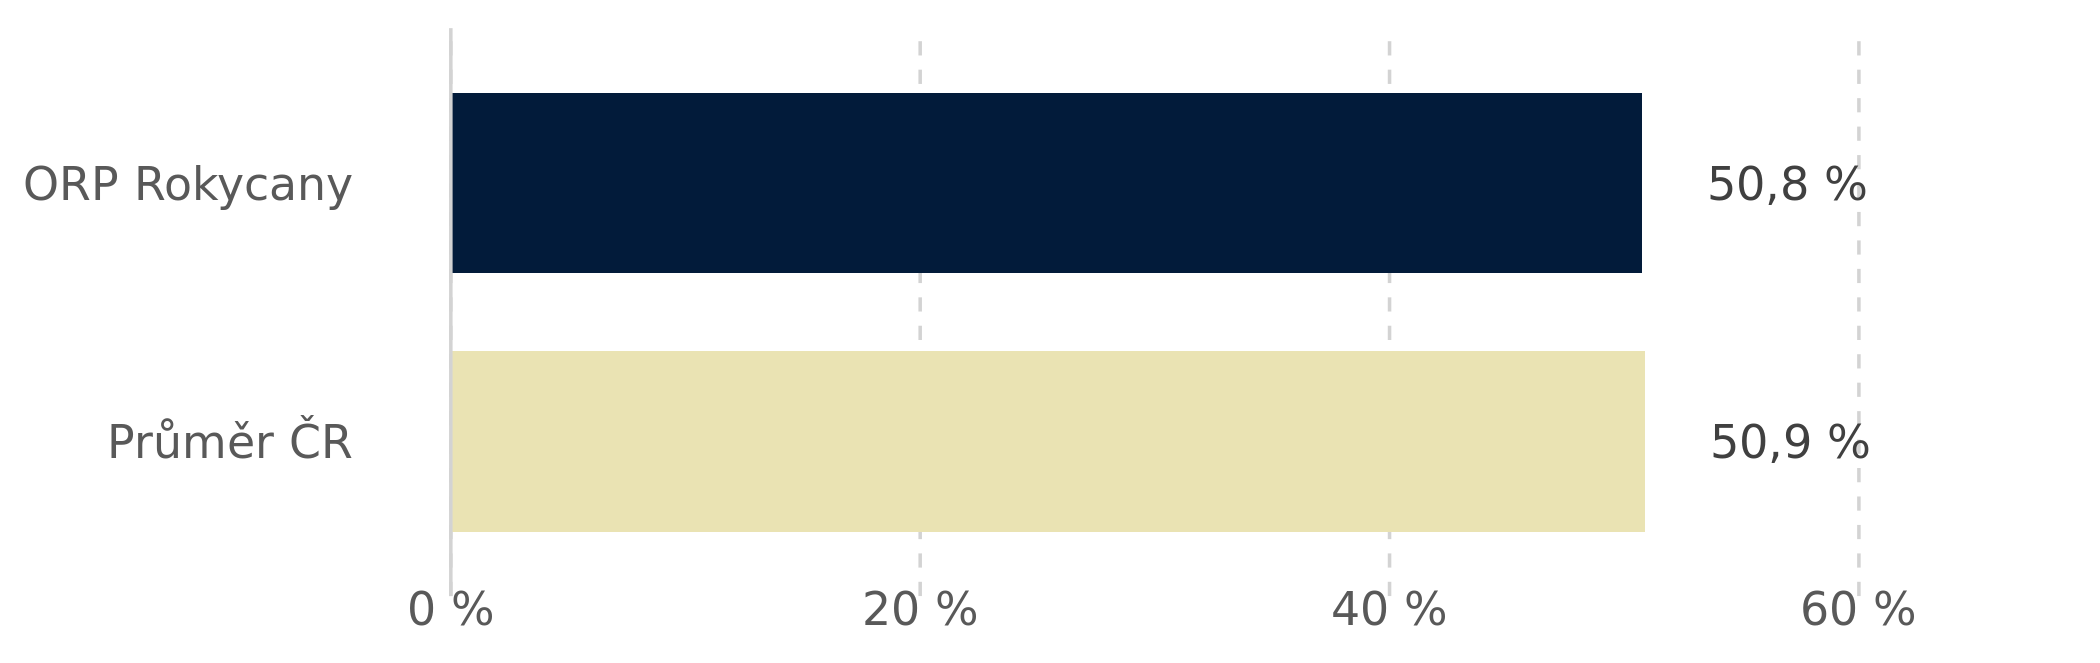 ORP Rokycany 50,8 %
Průměr ČR 50,9 %
0 % 20 % 40 % 60 %